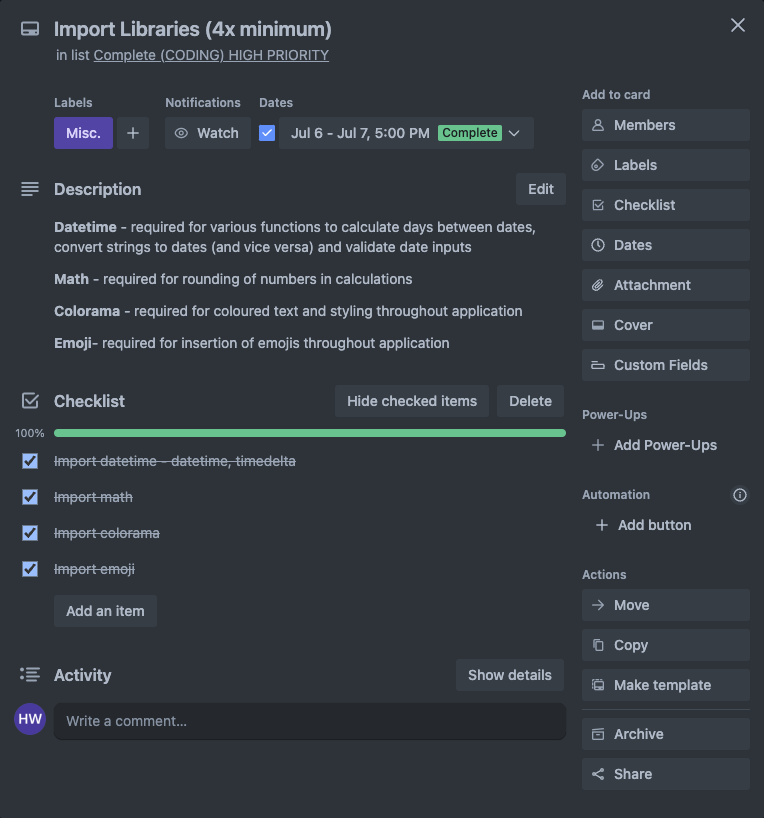 Import Libraries (4x minimum)
in list Complete (CODING) HIGH PRIORITY
Labels
Misc.
Notifications
Watch
Dates
Jul 6 - Jul 7, 5:00 PM Complete
Description
Edit
Datetime - required for various functions to calculate days between dates,
convert strings to dates (and vice versa) and validate date inputs
Math - required for rounding of numbers in calculations
Colorama - required for coloured text and styling throughout application
Emoji- required for insertion of emojis throughout application
Checklist
Hide checked items
Delete
100%
Import datetime - datetime, timedelta
Import math
Import colorama
Import emoji
Add an item
Activity
Show details
HW
Write a comment...
Add to card
Members
Labels
Checklist
Dates
Attachment
Cover
Custom Fields
Power-Ups
Add Power-Ups
Automation
Add button
Actions
Move
Copy
Make template
Archive
Share